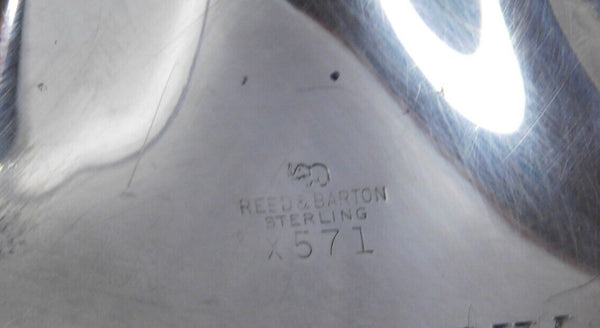 REED & BARTON
STERLING
X571